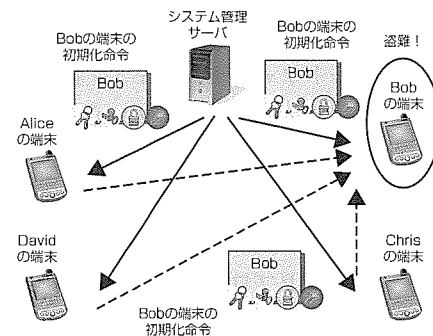 システム管理
サーバ
Bobの端末の
初期化命令
Bob
Bobの端末の
初期化命令
Bob
盗難！
Bob
の端末
Alice
の端末
David
の端末
Chris
の端末
Bob
Bobの端末の
初期化命令